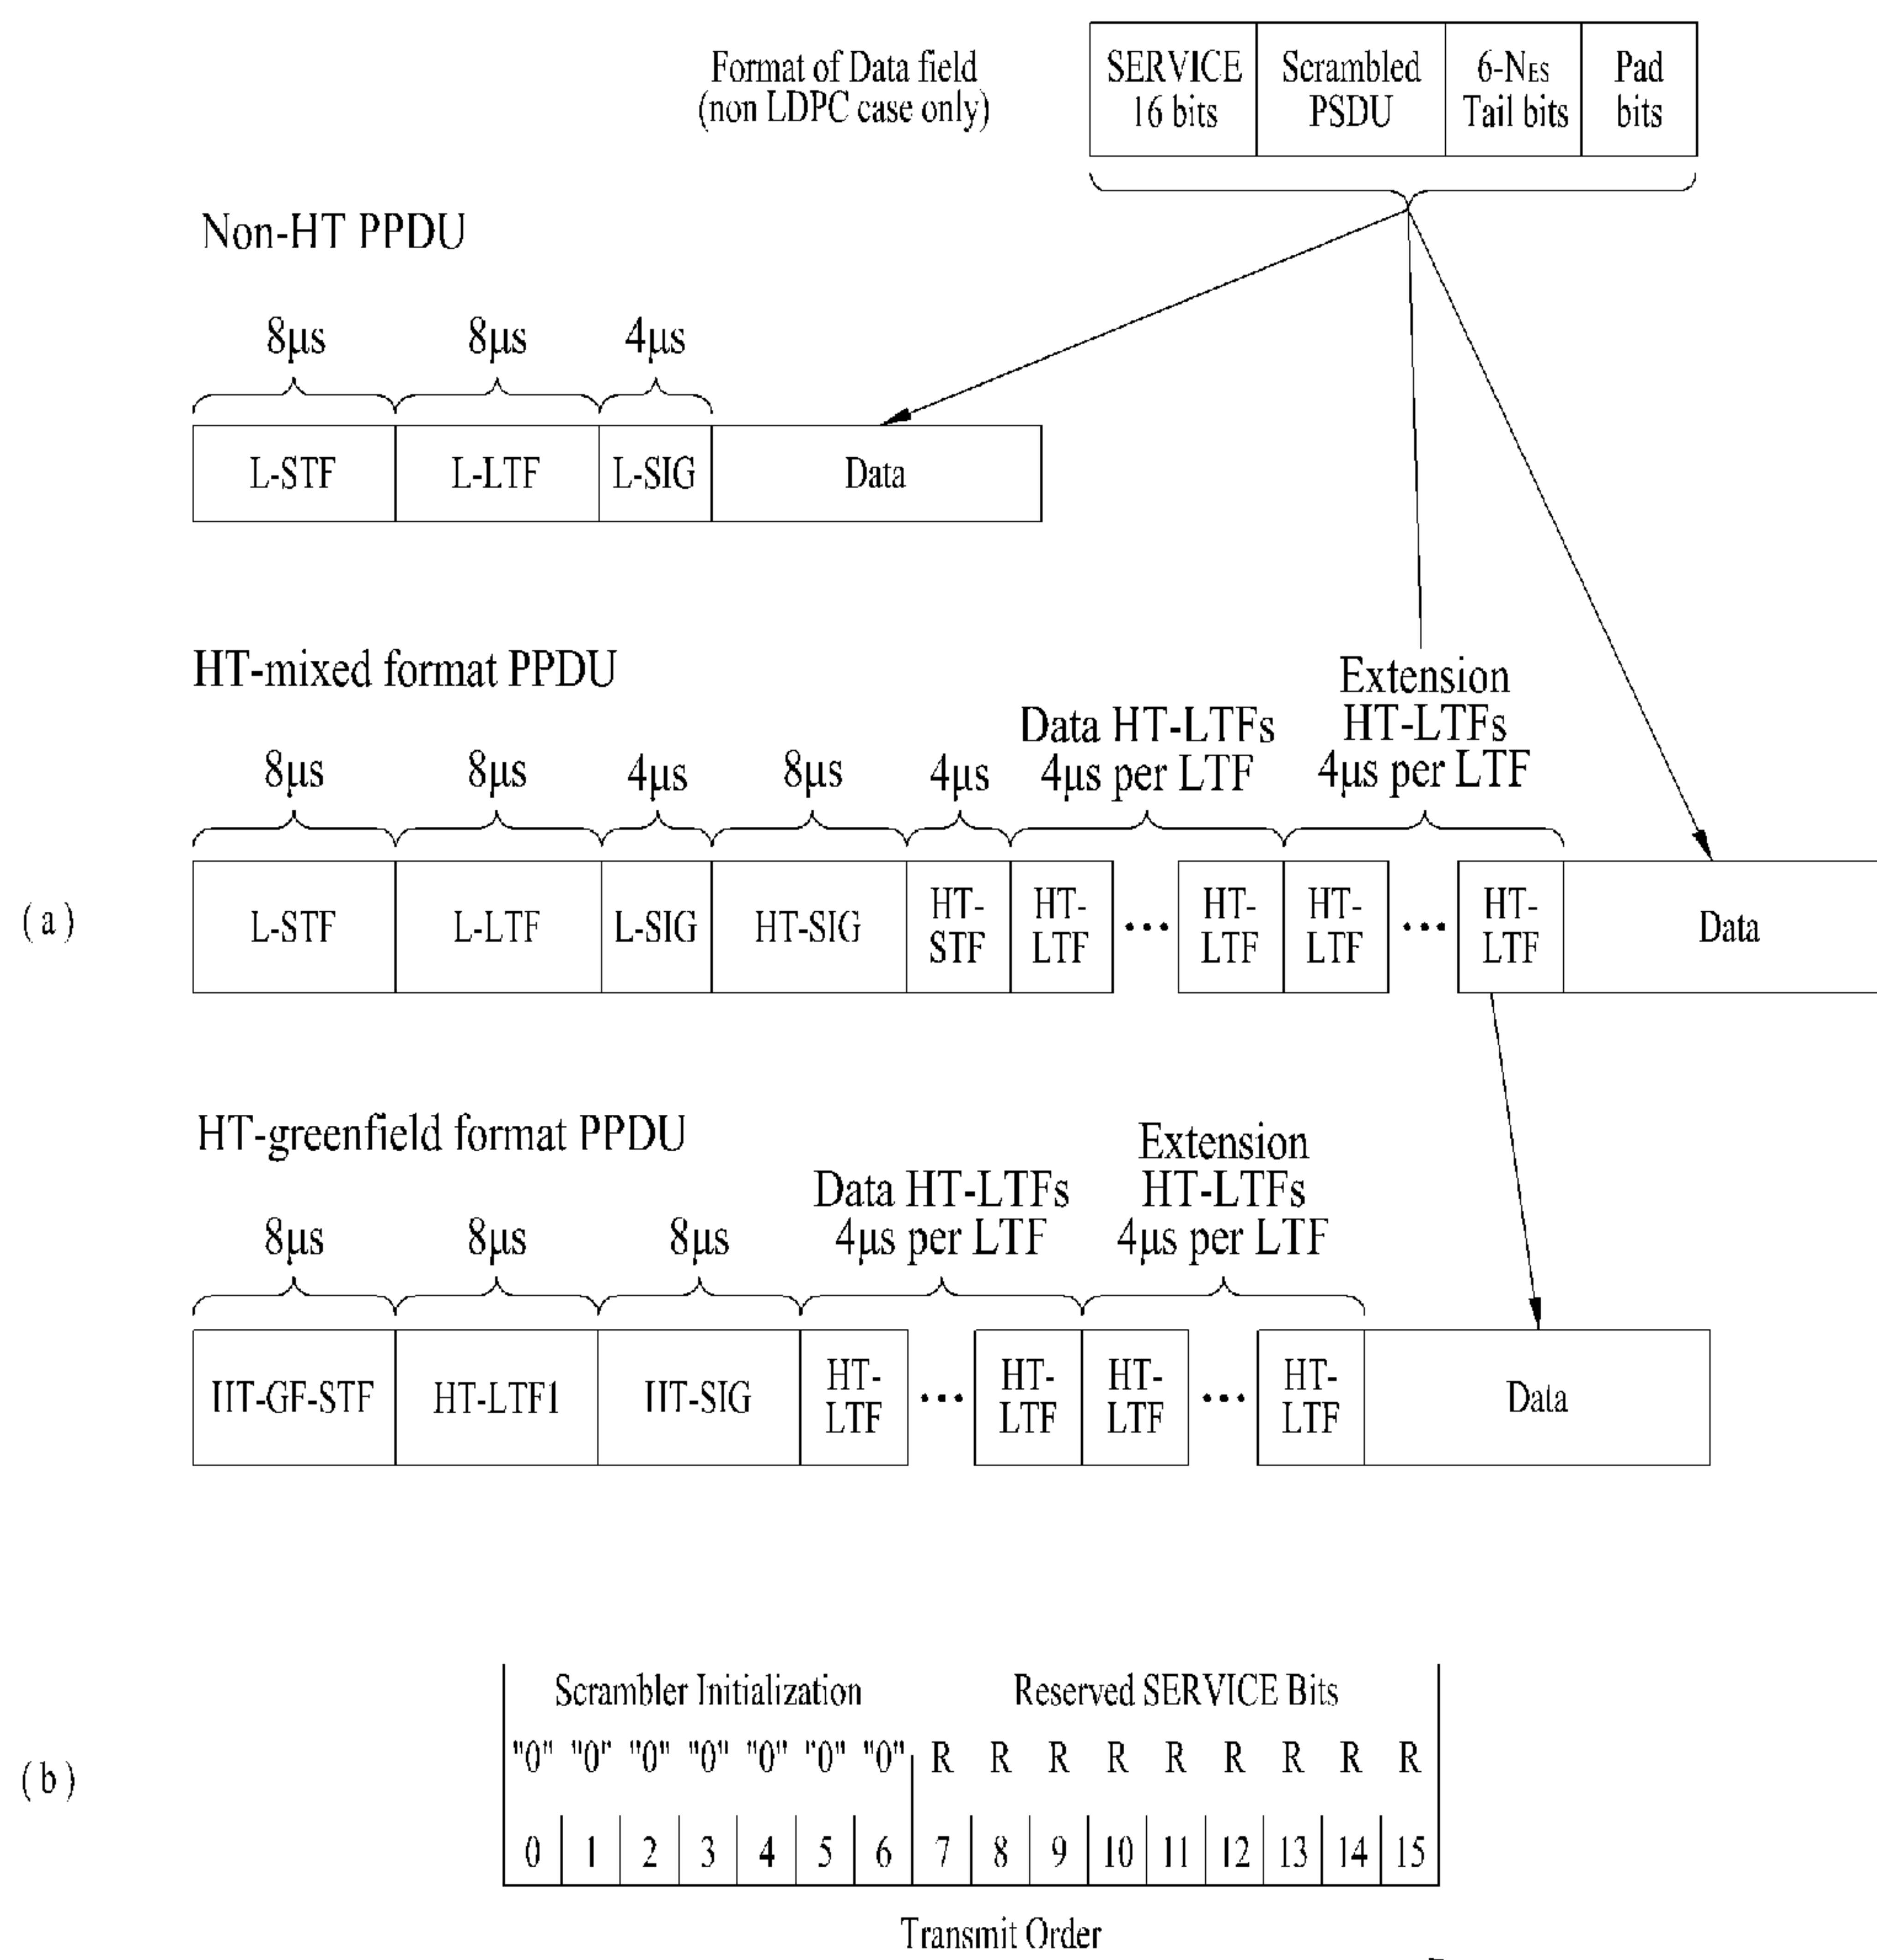 Format of Data field
(non LDPC case only)
SERVICE
16 bits
Scrambled
PSDU
6-NES
Tail bits
Pad
bits
Non-HT PPDU
8μs 8μs 4μs
L-STF L-LTF L-SIG Data
HT-mixed format PPDU
8μs 8μs 4μs 8μs 4μs
Data HT-LTFs
4μs per LTF
Extension
HT-LTFs
4μs per LTF
(a)
L-STF L-LTF L-SIG HT-SIG
HT-
STF
HT-
LTF
...
HT-
LTF
HT-
LTF
...
HT-
LTF
Data
HT-greenfield format PPDU
8μs 8μs 8μs
Data HT-LTFs
4μs per LTF
Extension
HT-LTFs
4μs per LTF
HT-GF-STF HT-LTF1 HT-SIG
HT-
LTF
...
HT-
LTF
HT-
LTF
...
HT-
LTF
Data
(b)
Scrambler Initialization Reserved SERVICE Bits
"0" "0" "0" "0" "0" "0" "0" R R R R R R R R R
0 1 2 3 4 5 6 7 8 9 10 11 12 13 14 15
Transmit Order